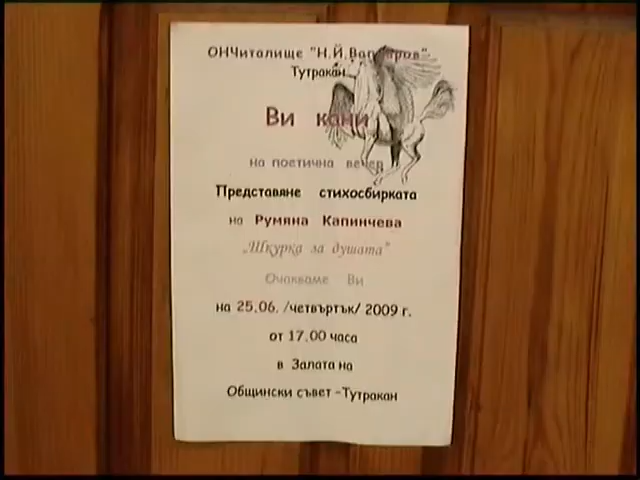 ОНЧиталище "Н.Й.Вапцаров"-
Тутракан
Ви кани
на поетична вечер
Представяне стихосбирката
на Румяна Капинчева
„Шкурка за душата"
Очакваме Ви
на 25.06. /четвъртък/ 2009 г.
от 17.00 часа
в Залата на
Общински съвет -Тутракан